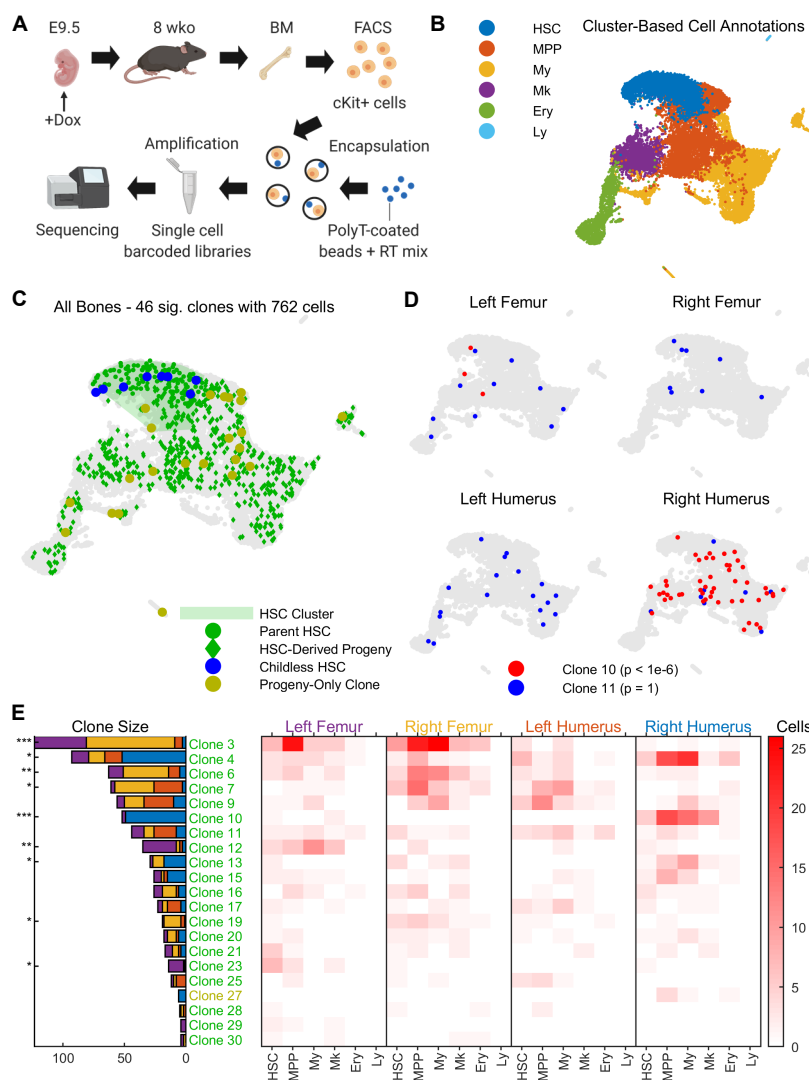 A
E9.5
8 wko
BM
FACS
+Dox
cKit+ cells
Amplification
Encapsulation
Sequencing
Single cell
barcoded libraries
PolyT-coated
beads + RT mix
B
Cluster-Based Cell Annotations
HSC
MPP
My
Mk
Ery
Ly
C
All Bones - 46 sig. clones with 762 cells
HSC Cluster
Parent HSC
HSC-Derived Progeny
Childless HSC
Progeny-Only Clone
D
Left Femur
Right Femur
Left Humerus
Right Humerus
Clone 10 (p < 1e-6)
Clone 11 (p = 1)
E
Clone Size
Left Femur
Right Femur
Left Humerus
Right Humerus
Cells
*** Clone 3
* Clone 4
** Clone 6
* Clone 7
Clone 9
*** Clone 10
Clone 11
** Clone 12
* Clone 13
Clone 15
Clone 16
Clone 17
* Clone 19
Clone 20
Clone 21
* Clone 23
Clone 25
Clone 27
Clone 28
Clone 29
Clone 30
100 50 0
HSC MPP My Mk Ery Ly
HSC MPP My Mk Ery Ly
HSC MPP My Mk Ery Ly
HSC MPP My Mk Ery Ly
25
20
15
10
5
0